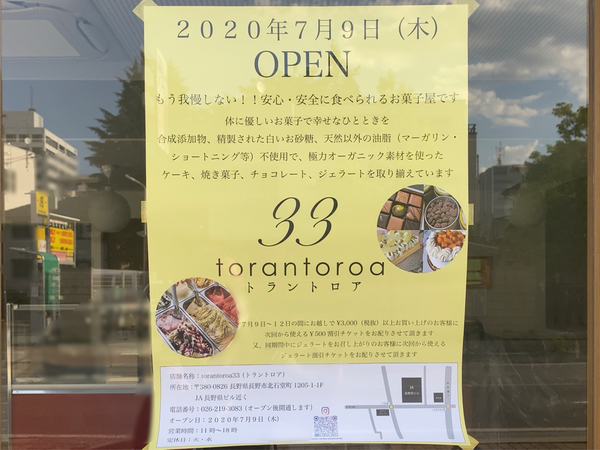 2020年7月9日（木）
OPEN
もう我慢しない！！安心・安全に食べられるお菓子屋です
体に優しいお菓子で幸せなひとときを
合成添加物、精製された白いお砂糖、天然以外の油脂（マーガリン・
ショートニング等）不使用で、極力オーガニック素材を使った
ケーキ、焼き菓子、チョコレート、ジェラートを取り揃えています
33
torantoroa
トラントロア
7月9日～12日の間にお越しで¥3,000（税抜）以上お買い上げのお客様に
次回から使える¥500割引チケットをお配りさせて頂きます
又、同期間中にジェラートをお召し上がりのお客様に次回から使える
ジェラート割引チケットをお配りさせて頂きます
店舗名称：torantoroa33（トラントロア）
所在地：〒380-0826 長野県長野市北石堂町 1205-1-1F
JA長野県ビル近く
電話番号：026-219-3083（オープン後開通します）
オープン日：2020年7月9日（木）
営業時間：11時～18時
定休日：火・水